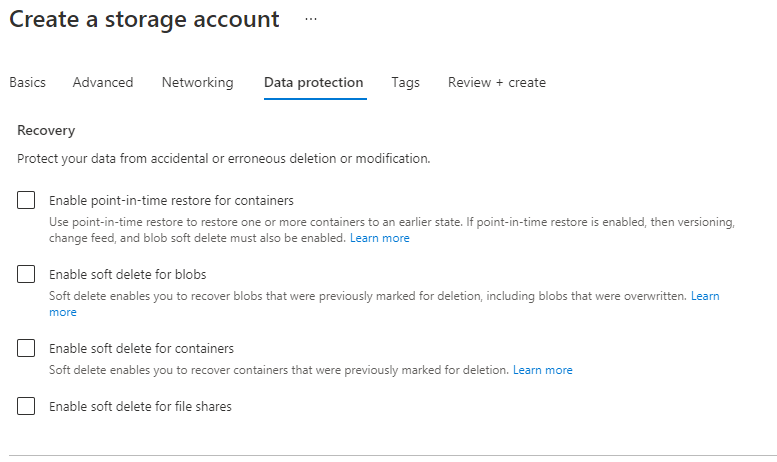 Create a storage account ...
Basics Advanced Networking Data protection Tags Review + create
Recovery
Protect your data from accidental or erroneous deletion or modification.
Enable point-in-time restore for containers
Use point-in-time restore to restore one or more containers to an earlier state. If point-in-time restore is enabled, then versioning,
change feed, and blob soft delete must also be enabled. Learn more
Enable soft delete for blobs
Soft delete enables you to recover blobs that were previously marked for deletion, including blobs that were overwritten. Learn
more
Enable soft delete for containers
Soft delete enables you to recover containers that were previously marked for deletion. Learn more
Enable soft delete for file shares